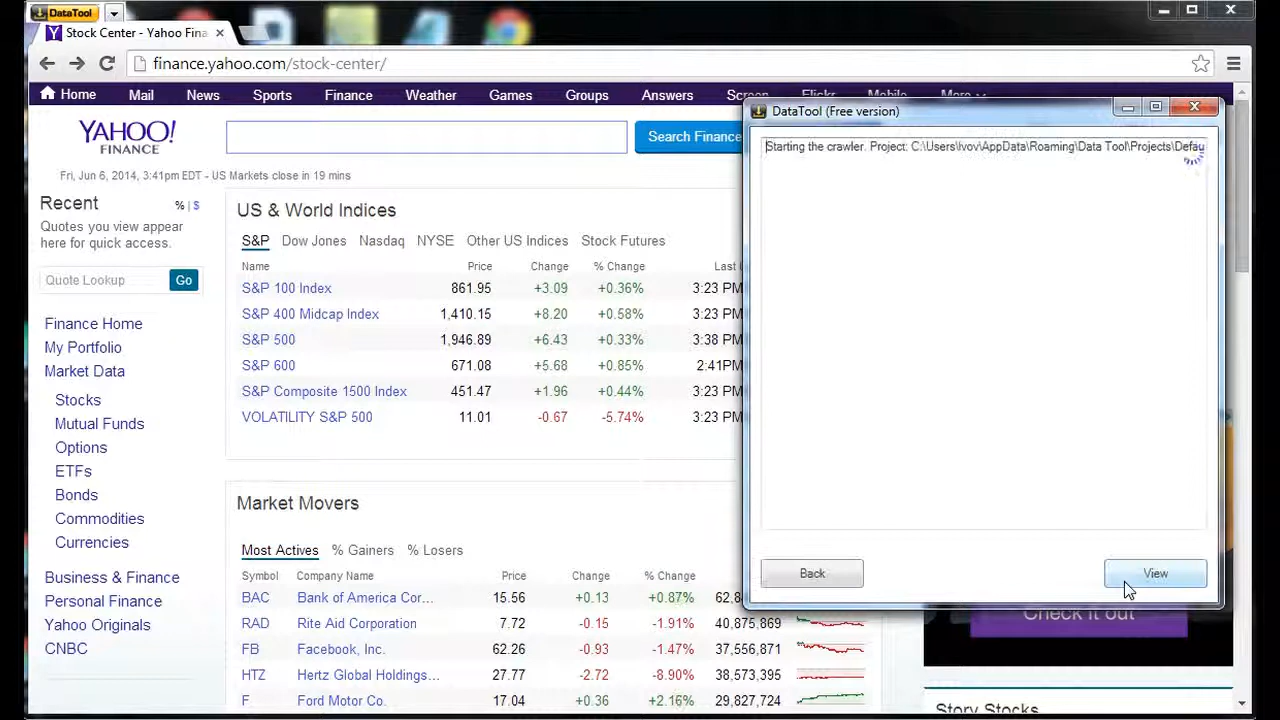 DataTool
Stock Center - Yahoo Fina
finance.yahoo.com/stock-center/
Home Mail News Sports Finance Weather Games Groups Answers Screen Flickr Mobile More
YAHOO! FINANCE
Search Finance
Fri, Jun 6, 2014, 3:41pm EDT - US Markets close in 19 mins
Recent % | $
Quotes you view appear
here for quick access.
Quote Lookup Go
Finance Home
My Portfolio
Market Data
Stocks
Mutual Funds
Options
ETFs
Bonds
Commodities
Currencies
Business & Finance
Personal Finance
Yahoo Originals
CNBC
US & World Indices
S&P Dow Jones Nasdaq NYSE Other US Indices Stock Futures
Name Price Change % Change Last
S&P 100 Index 861.95 +3.09 +0.36% 3:23 PM
S&P 400 Midcap Index 1,410.15 +8.20 +0.58% 3:23 PM
S&P 500 1,946.89 +6.43 +0.33% 3:38 PM
S&P 600 671.08 +5.68 +0.85% 2:41PM
S&P Composite 1500 Index 451.47 +1.96 +0.44% 3:23 PM
VOLATILITY S&P 500 11.01 -0.67 -5.74% 3:23 PM
Market Movers
Most Actives % Gainers % Losers
Symbol Company Name Price Change % Change
BAC Bank of America Cor... 15.56 +0.13 +0.87% 62,8
RAD Rite Aid Corporation 7.72 -0.15 -1.91% 40,875,869
FB Facebook, Inc. 62.26 -0.93 -1.47% 37,556,871
HTZ Hertz Global Holdings... 27.77 -2.72 -8.90% 38,573,395
F Ford Motor Co. 17.04 +0.36 +2.16% 29,827,724
DataTool (Free version)
Starting the crawler. Project: C:\Users\lvov\AppData\Roaming\Data Tool\Projects\Defau
Back View
Check it out
Story Stocks